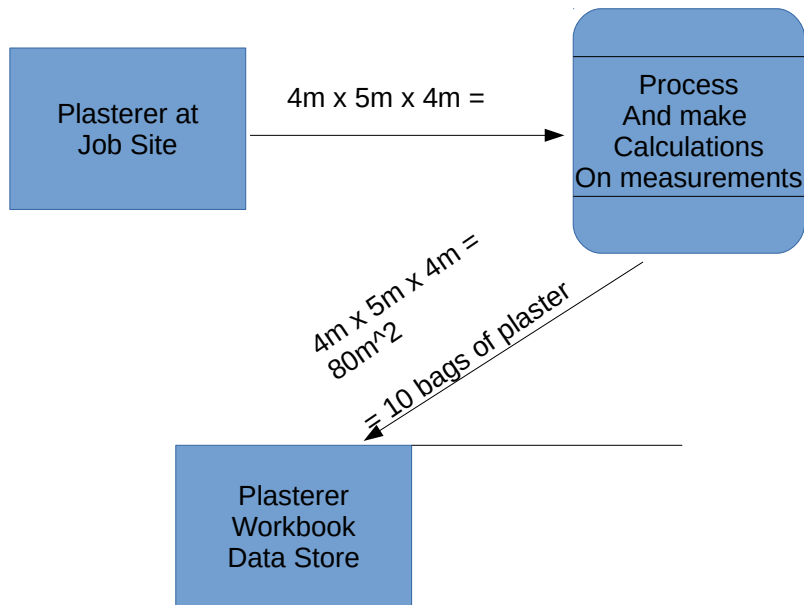 Plasterer at
Job Site
4m x 5m x 4m =
Process
And make
Calculations
On measurements
4m x 5m x 4m =
80m^2
= 10 bags of plaster
Plasterer
Workbook
Data Store